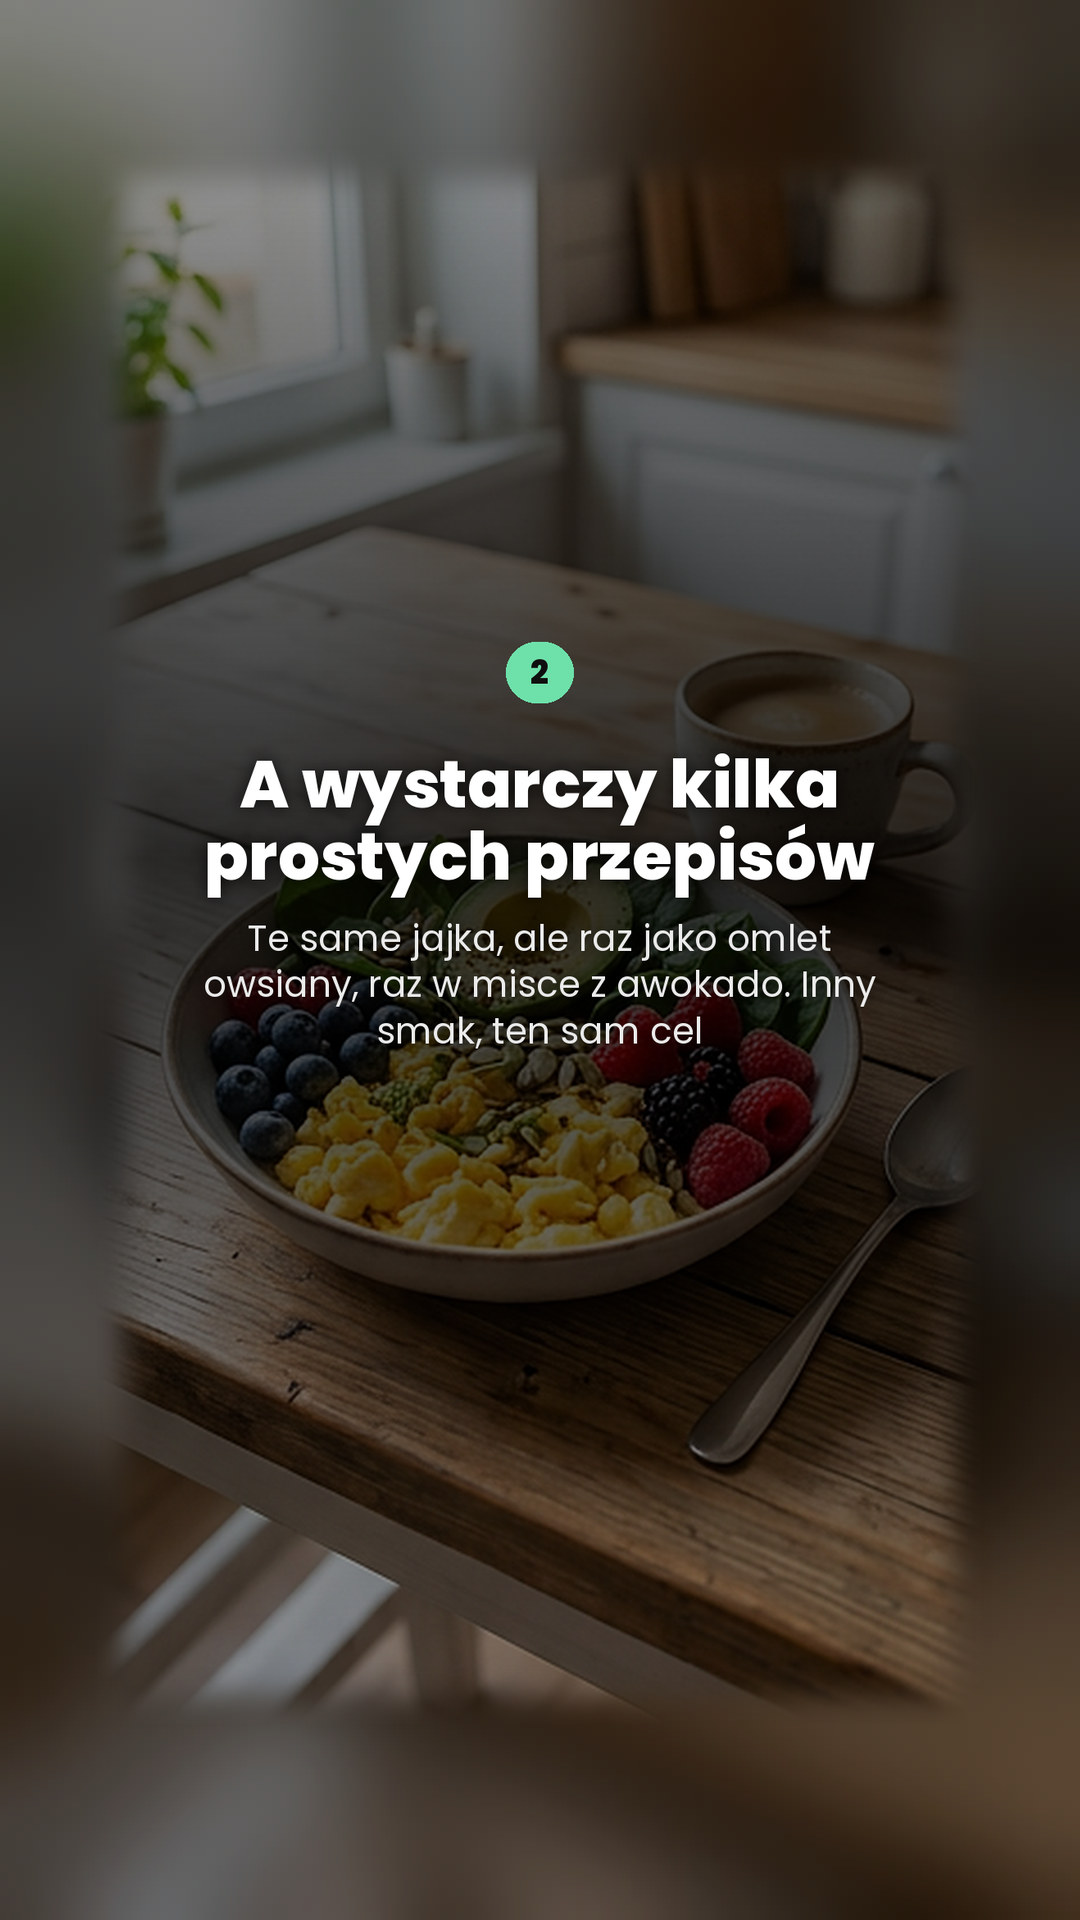 2
A wystarczy kilka
prostych przepisów
Te same jajka, ale raz jako omlet
owsiany, raz w misce z awokado. Inny
smak, ten sam cel